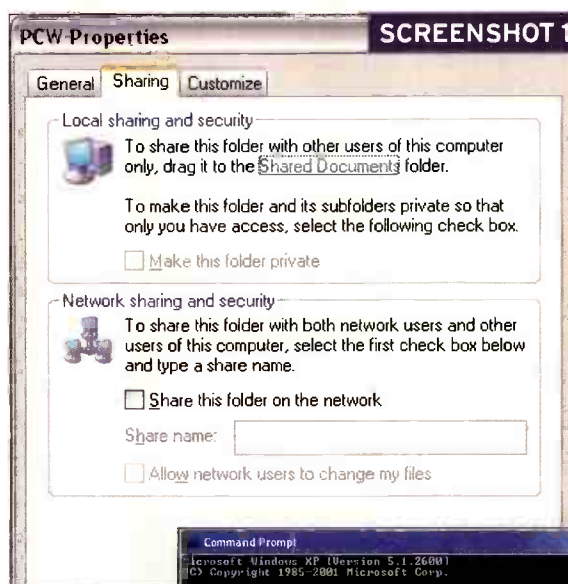 PCW Properties
SCREENSHOT 1
General Sharing Customize
Local sharing and security
To share this folder with other users of this computer
only, drag it to the Shared Documents folder.
To make this folder and its subfolders private so that
only you have access, select the following check box.
Make this folder private
Network sharing and security
To share this folder with both network users and other
users of this computer, select the first check box below
and type a share name.
Share this folder on the network
Share name:
Allow network users to change my files
Command Prompt
icrosoft Windows XP [Version 5.1.2600]
C) Copyright 1985-2001 Microsoft Corp.